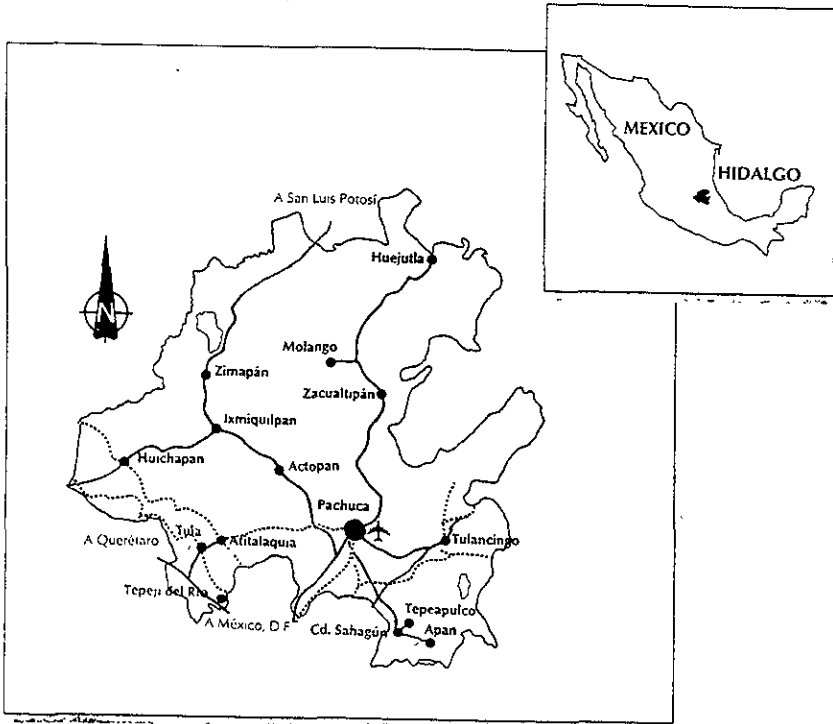 MEXICO
HIDALGO
A San Luis Potosí
Huejutla
N
Molango
Zimapán
Zacualtipán
Ixmiquilpan
Huichapan
Actopan
Pachuca
A Querétaro
Tula
Atitalaquia
Tulancingo
Tepeji del Río
A México, D F
Tepeapulco
Cd. Sahagún
Apan